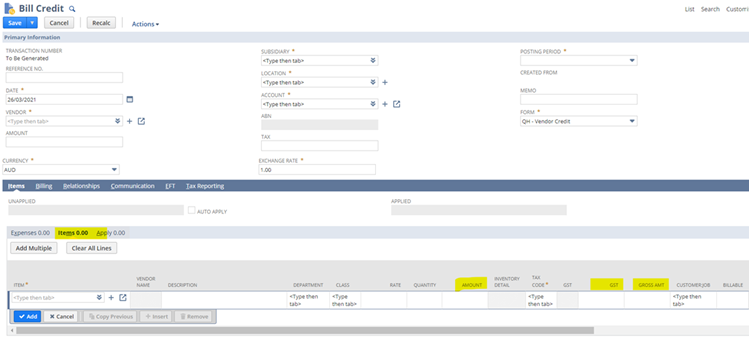 Bill Credit
List Search Customi
Save Cancel Recalc Actions
Primary Information
TRANSACTION NUMBER
To Be Generated
REFERENCE NO.
DATE *
26/03/2021
VENDOR *
<Type then tab>
AMOUNT
CURRENCY *
AUD
SUBSIDIARY *
<Type then tab>
LOCATION *
<Type then tab>
ACCOUNT *
<Type then tab>
ABN
TAX
EXCHANGE RATE *
1.00
POSTING PERIOD *
CREATED FROM
MEMO
FORM *
QH - Vendor Credit
Items Billing Relationships Communication EFT Tax Reporting
UNAPPLIED
AUTO APPLY
APPLIED
Expenses 0.00 Items 0.00 Apply 0.00
Add Multiple Clear All Lines
ITEM * VENDOR NAME DESCRIPTION DEPARTMENT CLASS RATE QUANTITY AMOUNT INVENTORY DETAIL TAX CODE * GST GST GROSS AMT CUSTOMER:JOB BILLABLE
<Type then tab> <Type then tab> <Type then tab> <Type then tab> <Type then tab>
Add Cancel Copy Previous + Insert Remove